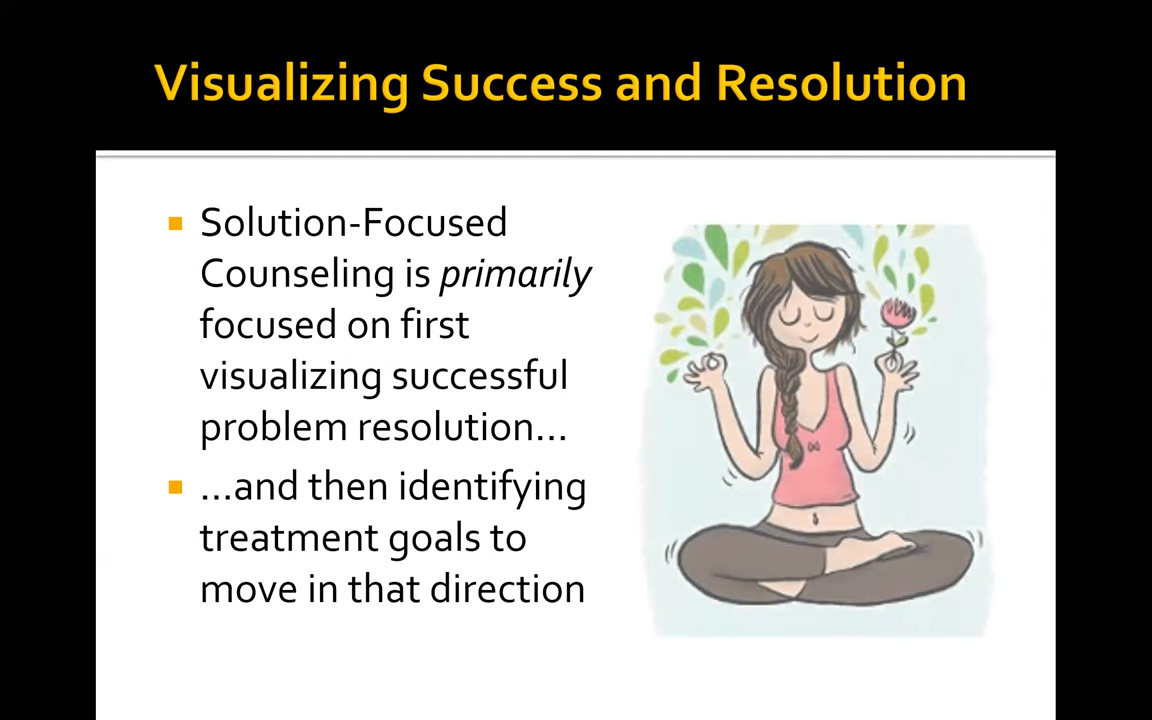 Visualizing Success and Resolution
Solution-Focused
Counseling is primarily
focused on first
visualizing successful
problem resolution...
...and then identifying
treatment goals to
move in that direction